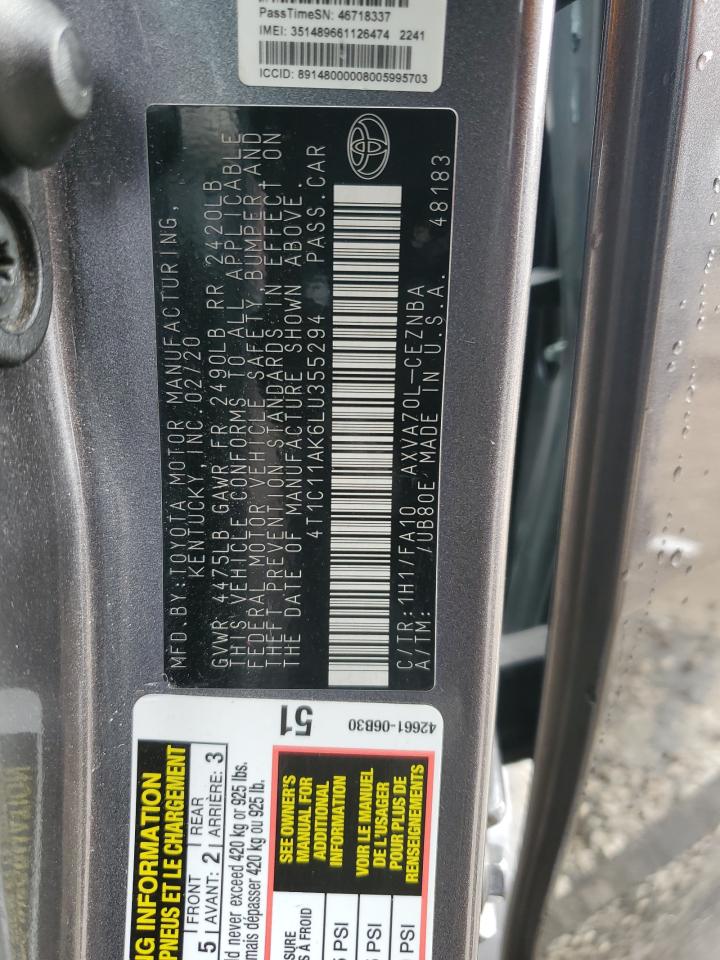 PassTimeSN: 46718337
IMEI: 351489661126474 2241
ICCID: 89148000008005995703
MFD.BY:TOYOTA MOTOR MANUFACTURING,
KENTUCKY, INC. 02/20
GVWR 4475LB GAWR FR 2490LB RR 2420LB
THIS VEHICLE CONFORMS TO ALL APPLICABLE
FEDERAL MOTOR VEHICLE SAFETY, BUMPER, AND
THEFT PREVENTION STANDARDS IN EFFECT ON
THE DATE OF MANUFACTURE SHOWN ABOVE.
4T1C11AK6LU355294 PASS.CAR
C/TR:1H1/FA10 AXVA70L-CEZNBA
A/TM: /UB80E MADE IN U.S.A. 48183
51
42661-06B30
NG INFORMATION
PNEUS ET LE CHARGEMENT
5 FRONT 2 REAR 3
AVANT: ARRIÈRE:
d never exceed 420 kg or 925 lbs.
mais dépasser 420 kg ou 925 lb.
SEE OWNER'S
MANUAL FOR
ADDITIONAL
INFORMATION
VOIR LE MANUEL
DE L'USAGER
POUR PLUS DE
RENSEIGNEMENTS
SURE
S À FROID
PSI
PSI
PSI